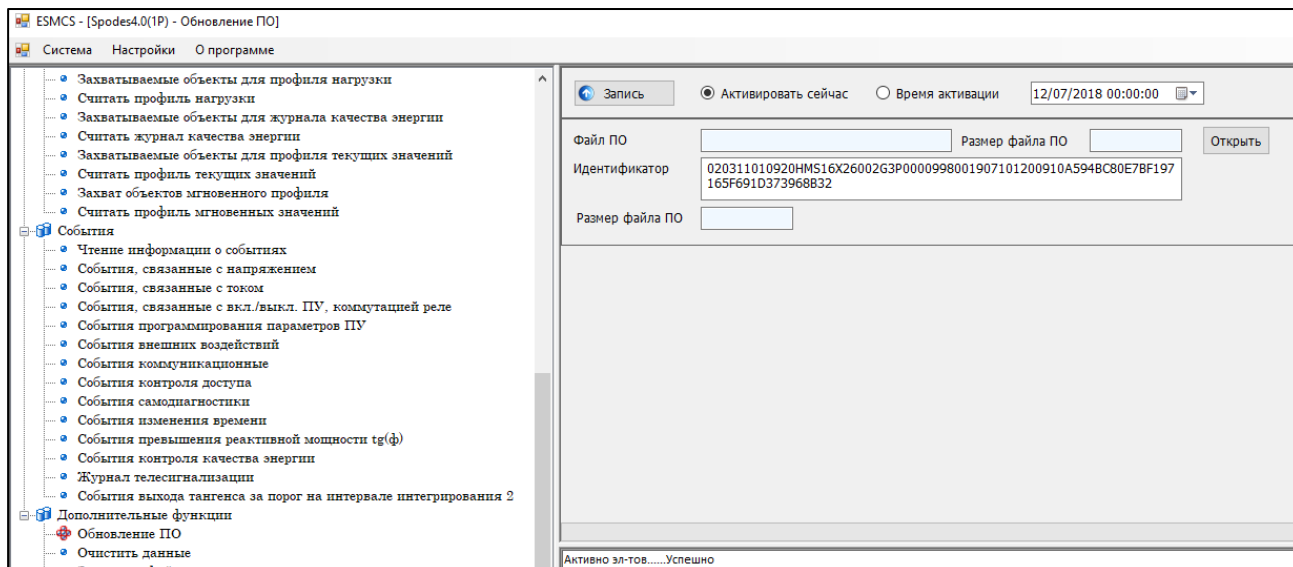 ESMCS - [Spodes4.0(1P) - Обновление ПО]
Система Настройки О программе
Захватываемые объекты для профиля нагрузки
Считать профиль нагрузки
Захватываемые объекты для журнала качества энергии
Считать журнал качества энергии
Захватываемые объекты для профиля текущих значений
Считать профиль текущих значений
Захват объектов мгновенного профиля
Считать профиль мгновенных значений
События
Чтение информации о событиях
События, связанные с напряжением
События, связанные с током
События, связанные с вкл./выкл. ПУ, коммутацией реле
События программирования параметров ПУ
События внешних воздействий
События коммуникационные
События контроля доступа
События самодиагностики
События изменения времени
События превышения реактивной мощности tg(ф)
События контроля качества энергии
Журнал телесигнализации
События выхода тангенса за порог на интервале интегрирования 2
Дополнительные функции
Обновление ПО
Очистить данные
Запись Активировать сейчас Время активации 12/07/2018 00:00:00
Файл ПО Размер файла ПО Открыть
Идентификатор 020311010920HMS16X26002G3P0000998001907101200910A594BC80E7BF197
165F691D373968B32
Размер файла ПО
Активно эл-тов......Успешно